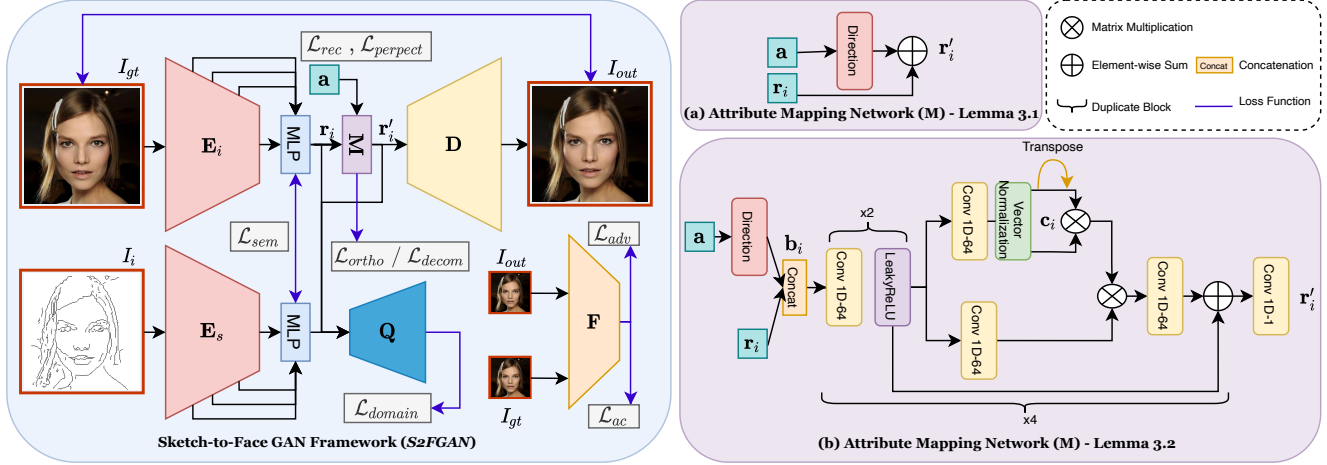 I_gt
E_i
MLP
L_rec , L_perpect
a
r_i
M
r'_i
D
I_out
L_sem
L_ortho / L_decom
I_i
E_s
MLP
Q
L_domain
I_out
I_gt
F
L_adv
L_ac
Sketch-to-Face GAN Framework (S2FGAN)
a
Direction
r_i
r'_i
(a) Attribute Mapping Network (M) - Lemma 3.1
Matrix Multiplication
Element-wise Sum
Concat
Concatenation
Duplicate Block
Loss Function
a
Direction
r_i
b_i
Concat
x2
Conv 1D-64
LeakyReLU
Conv 1D-64
Vector
Normalization
Transpose
c_i
Conv 1D-64
Conv 1D-64
Conv 1D-1
r'_i
x4
(b) Attribute Mapping Network (M) - Lemma 3.2